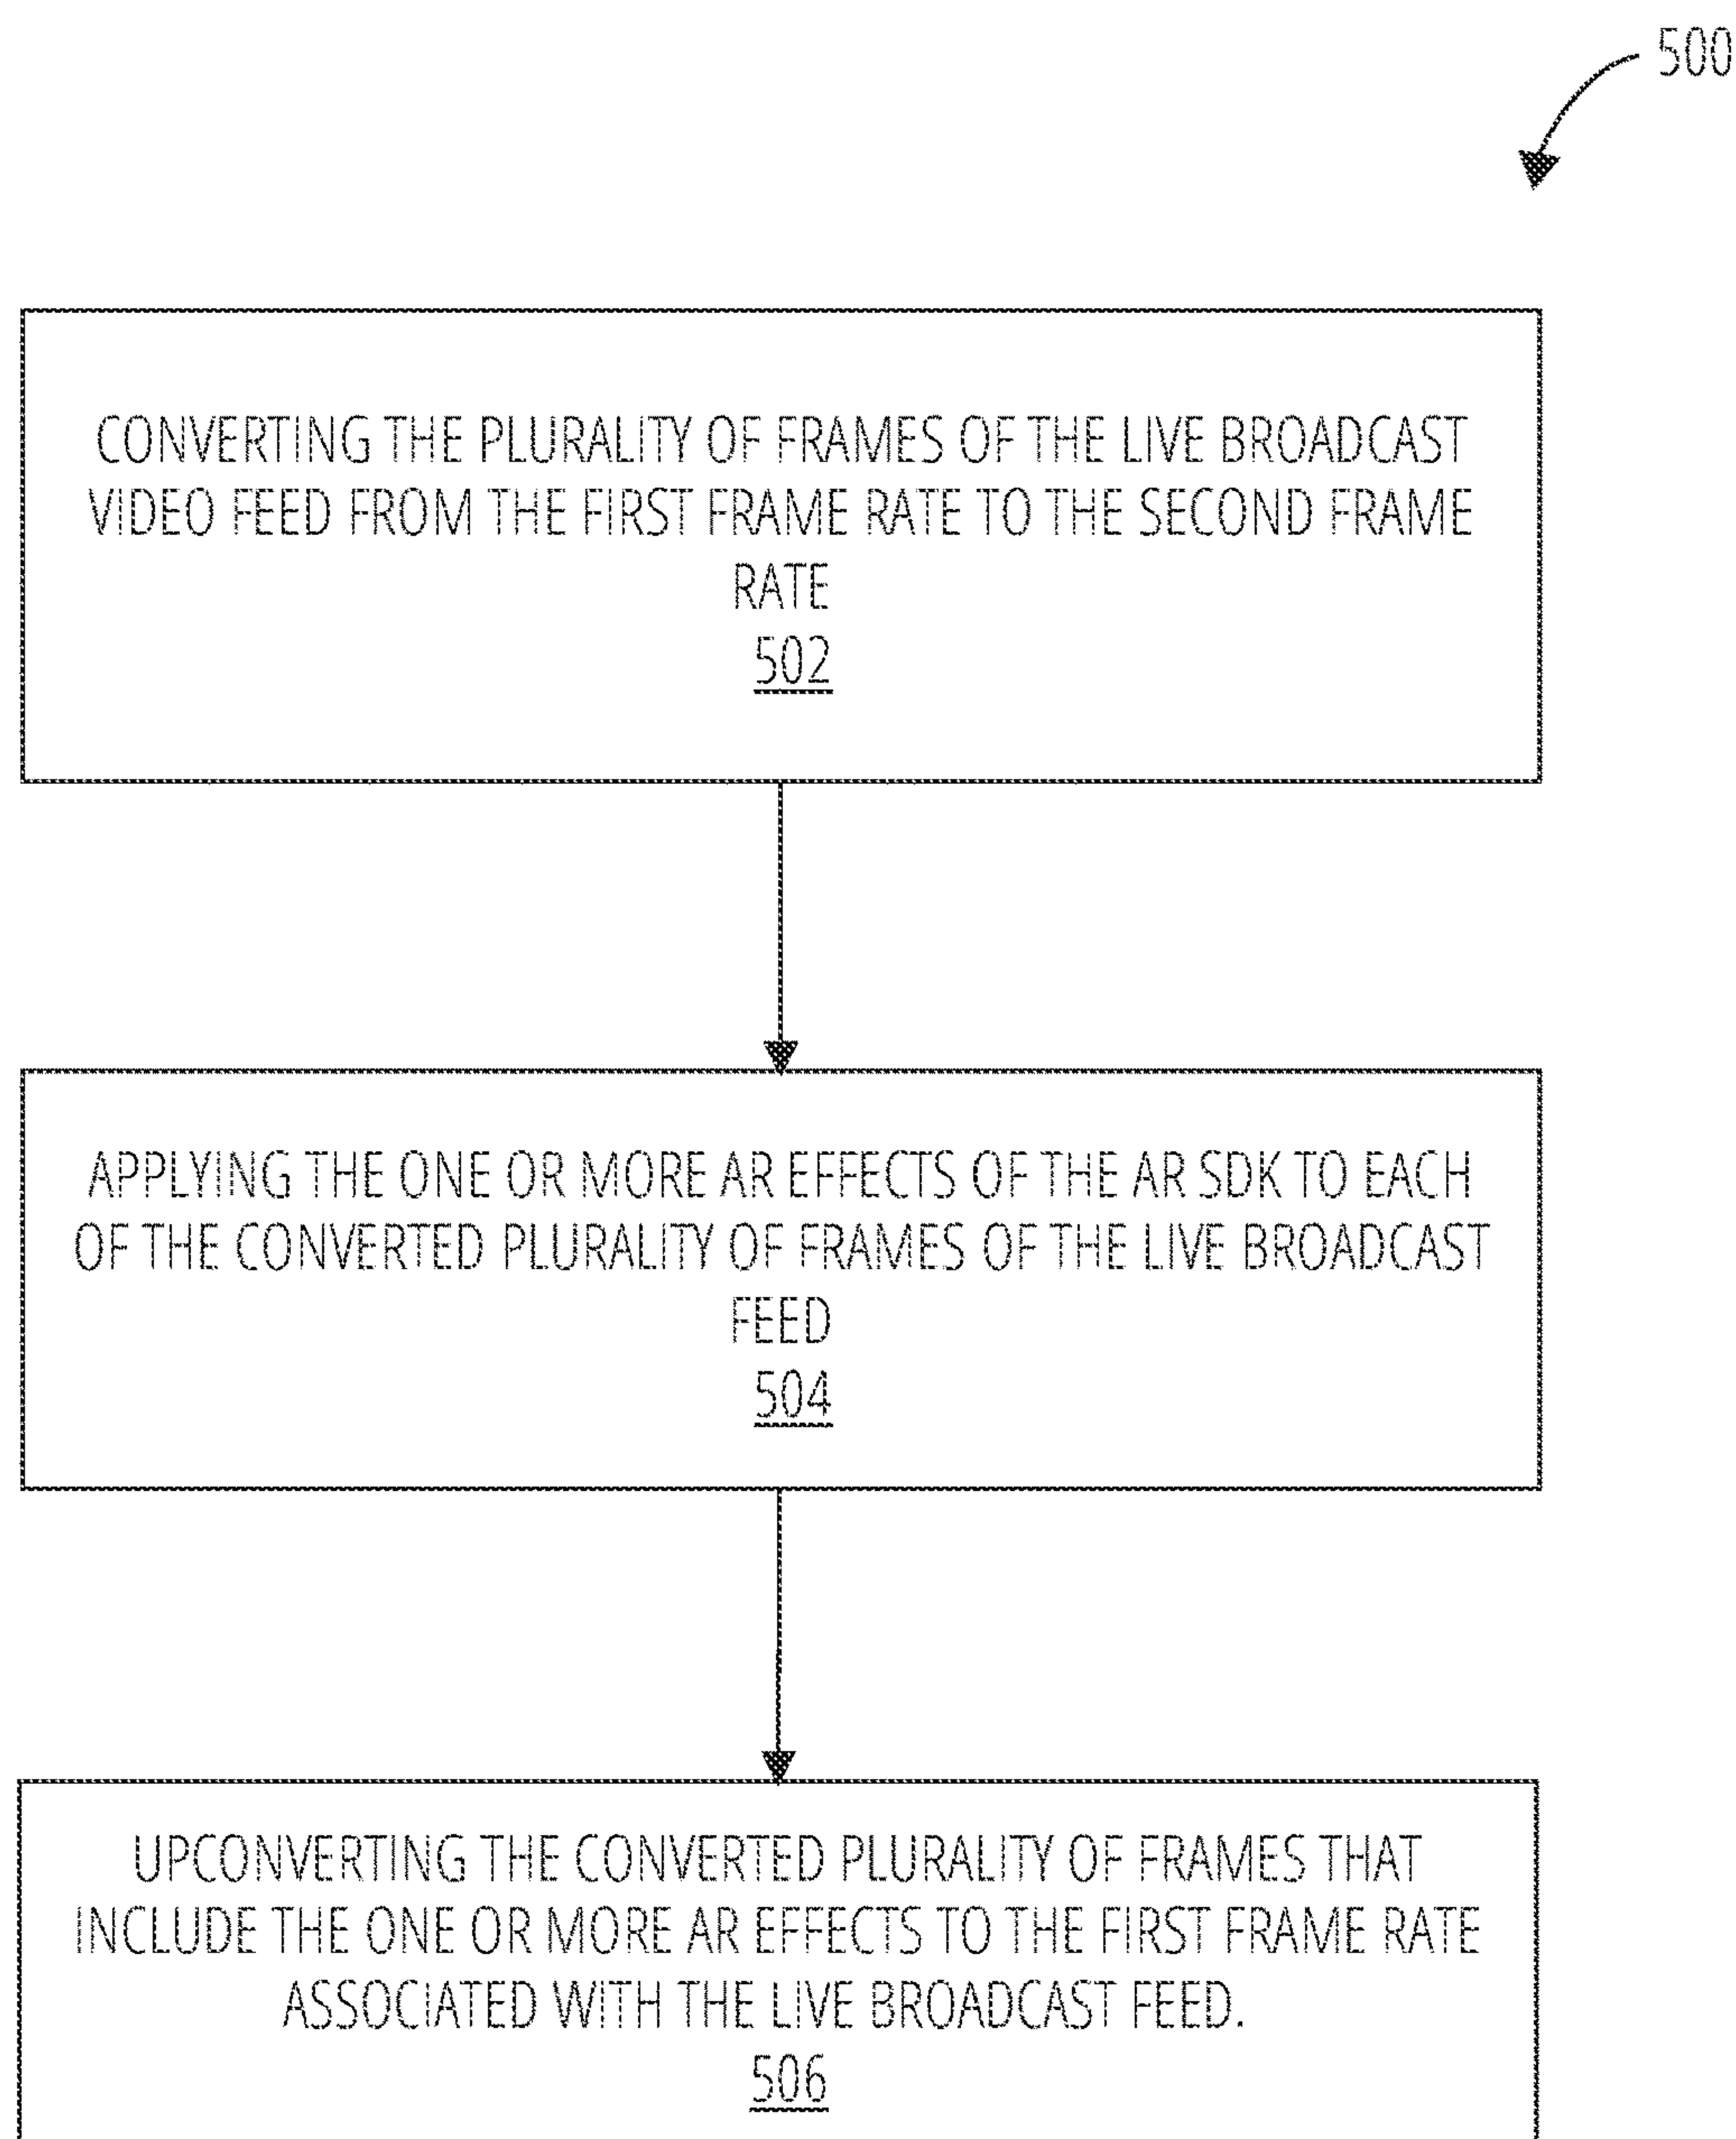 500
CONVERTING THE PLURALITY OF FRAMES OF THE LIVE BROADCAST
VIDEO FEED FROM THE FIRST FRAME RATE TO THE SECOND FRAME
RATE
502
APPLYING THE ONE OR MORE AR EFFECTS OF THE AR SDK TO EACH
OF THE CONVERTED PLURALITY OF FRAMES OF THE LIVE BROADCAST
FEED
504
UPCONVERTING THE CONVERTED PLURALITY OF FRAMES THAT
INCLUDE THE ONE OR MORE AR EFFECTS TO THE FIRST FRAME RATE
ASSOCIATED WITH THE LIVE BROADCAST FEED.
506